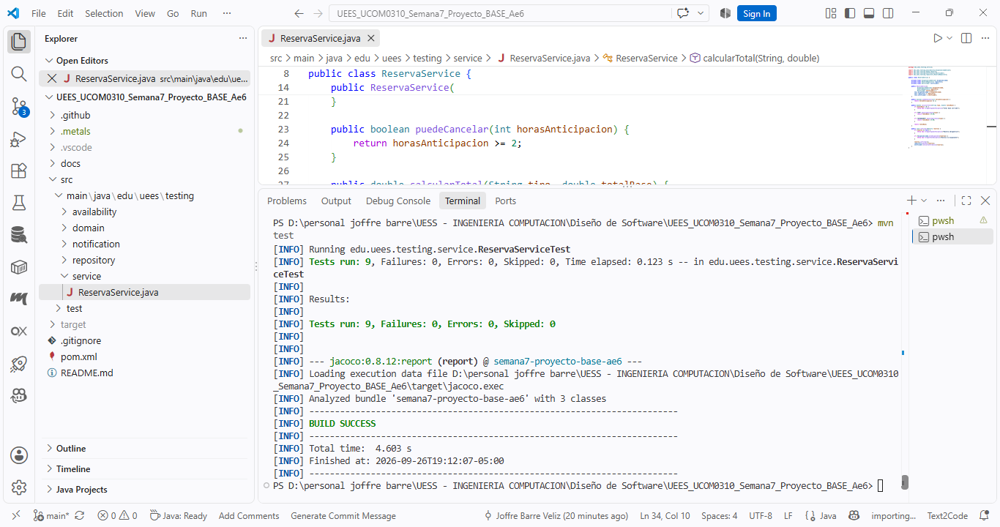 File Edit Selection View Go Run ···
UEES_UCOM0310_Semana7_Proyecto_BASE_Ae6
Sign In
Explorer
Open Editors
ReservaService.java src\main\java\edu\ue...
UEES_UCOM0310_Semana7_Proyecto_BASE_Ae6
.github
.metals
.vscode
docs
src
main\java\edu\uees\testing
availability
domain
notification
repository
service
J ReservaService.java
test
target
.gitignore
pom.xml
README.md
Outline
Timeline
Java Projects
3
J ReservaService.java
src > main > java > edu > uees > testing > service > J ReservaService.java > ReservaService > calcularTotal(String, double)
8 public class ReservaService {
14 public ReservaService(
21 }
22
23 public boolean puedeCancelar(int horasAnticipacion) {
24 return horasAnticipacion >= 2;
25 }
26
27 public double calcularTotal(String tipo, double totalBase) {
Problems Output Debug Console Terminal Ports
pwsh
pwsh
PS D:\personal joffre barre\UESS - INGENIERIA COMPUTACION\Diseño de Software\UEES_UCOM0310_Semana7_Proyecto_BASE_Ae6> mvn
test
[INFO] Running edu.uees.testing.service.ReservaServiceTest
[INFO] Tests run: 9, Failures: 0, Errors: 0, Skipped: 0, Time elapsed: 0.123 s -- in edu.uees.testing.service.ReservaServi
ceTest
[INFO]
[INFO] Results:
[INFO]
[INFO] Tests run: 9, Failures: 0, Errors: 0, Skipped: 0
[INFO]
[INFO]
[INFO] --- jacoco:0.8.12:report (report) @ semana7-proyecto-base-ae6 ---
[INFO] Loading execution data file D:\personal joffre barre\UESS - INGENIERIA COMPUTACION\Diseño de Software\UEES_UCOM0310
_Semana7_Proyecto_BASE_Ae6\target\jacoco.exec
[INFO] Analyzed bundle 'semana7-proyecto-base-ae6' with 3 classes
[INFO] ------------------------------------------------------------------------
[INFO] BUILD SUCCESS
[INFO] ------------------------------------------------------------------------
[INFO] Total time:  4.603 s
[INFO] Finished at: 2026-09-26T19:12:07-05:00
[INFO] ------------------------------------------------------------------------
PS D:\personal joffre barre\UESS - INGENIERIA COMPUTACION\Diseño de Software\UEES_UCOM0310_Semana7_Proyecto_BASE_Ae6>
main* 0 0 Java: Ready Add Comments Generate Commit Message Joffre Barre Veliz (20 minutes ago) Ln 34, Col 10 Spaces: 4 UTF-8 LF {} Java importing... Text2Code